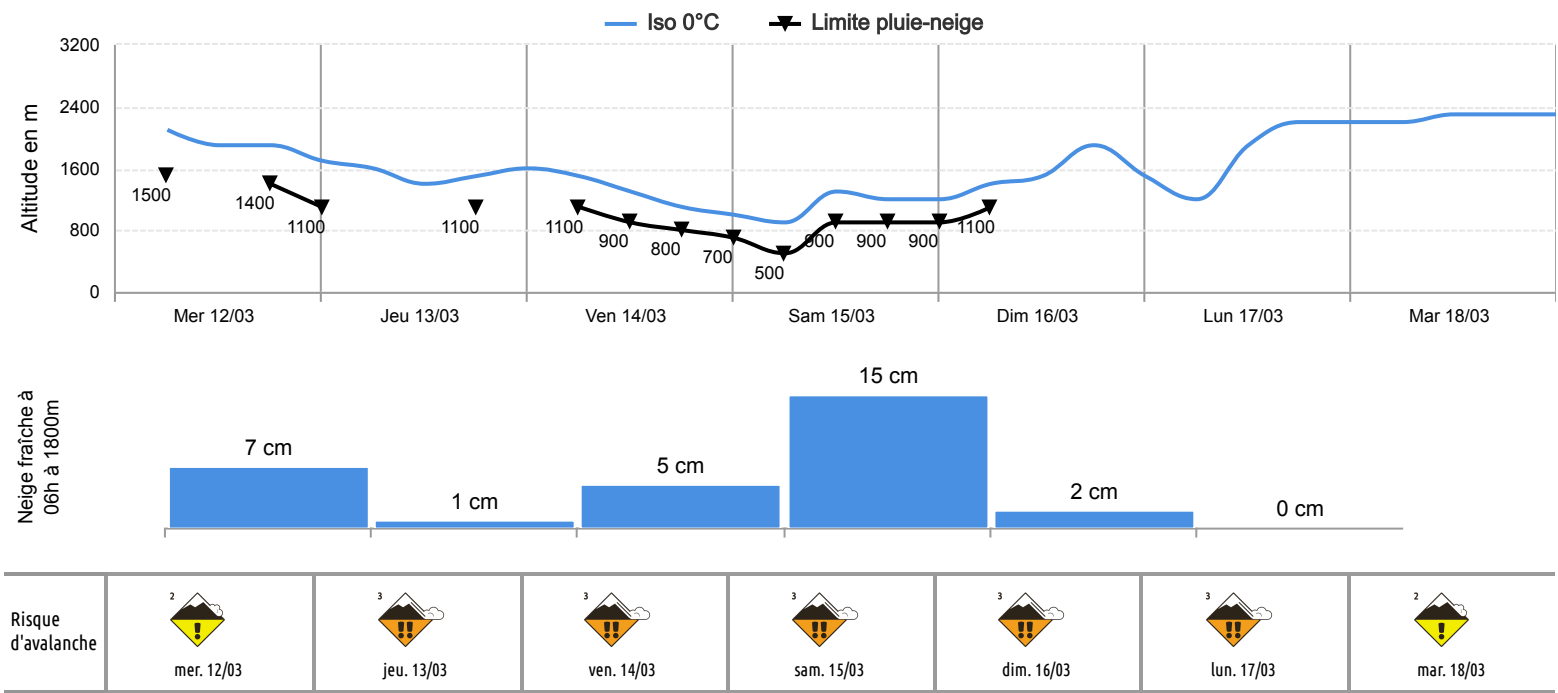 Iso 0°C
Limite pluie-neige
Altitude en m
3200
2400
1600
800
0
1500
1400
1100
1100
1100
900
800
700
500
900
900
900
1100
Mer 12/03
Jeu 13/03
Ven 14/03
Sam 15/03
Dim 16/03
Lun 17/03
Mar 18/03
Neige fraîche à
06h à 1800m
7 cm
1 cm
5 cm
15 cm
2 cm
0 cm
Risque
d'avalanche
2
!
mer. 12/03
3
!!
jeu. 13/03
3
!!
ven. 14/03
3
!!
sam. 15/03
3
!!
dim. 16/03
3
!!
lun. 17/03
2
!
mar. 18/03